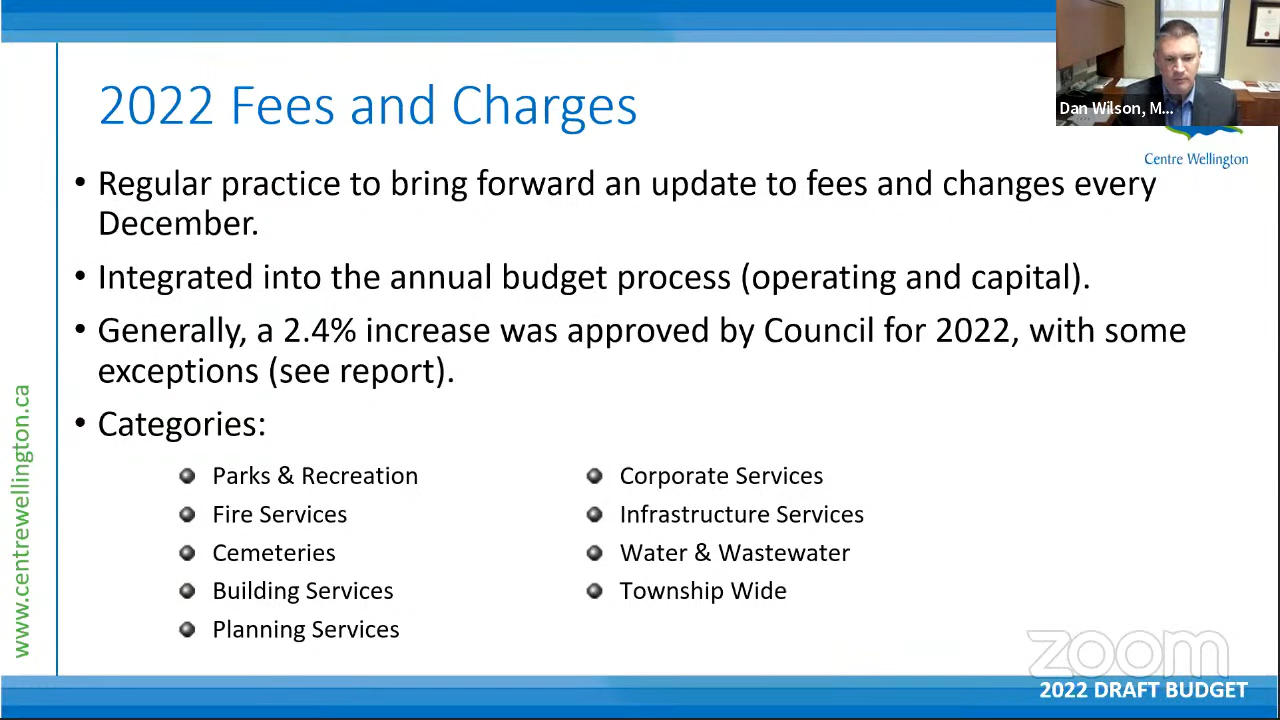 2022 Fees and Charges
Dan Wilson, M...
Centre Wellington
• Regular practice to bring forward an update to fees and changes every
December.
• Integrated into the annual budget process (operating and capital).
• Generally, a 2.4% increase was approved by Council for 2022, with some
exceptions (see report).
• Categories:
Parks & Recreation
Fire Services
Cemeteries
Building Services
Planning Services
Corporate Services
Infrastructure Services
Water & Wastewater
Township Wide
www.centrewellington.ca
zoom
2022 DRAFT BUDGET